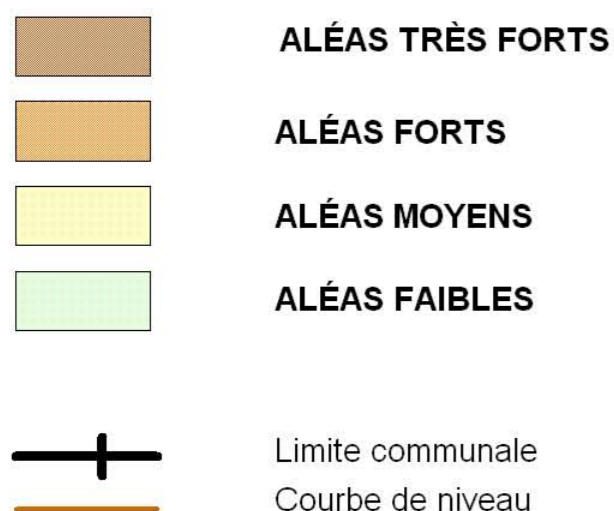 ALÉAS TRÈS FORTS
ALÉAS FORTS
ALÉAS MOYENS
ALÉAS FAIBLES
Limite communale
Courbe de niveau